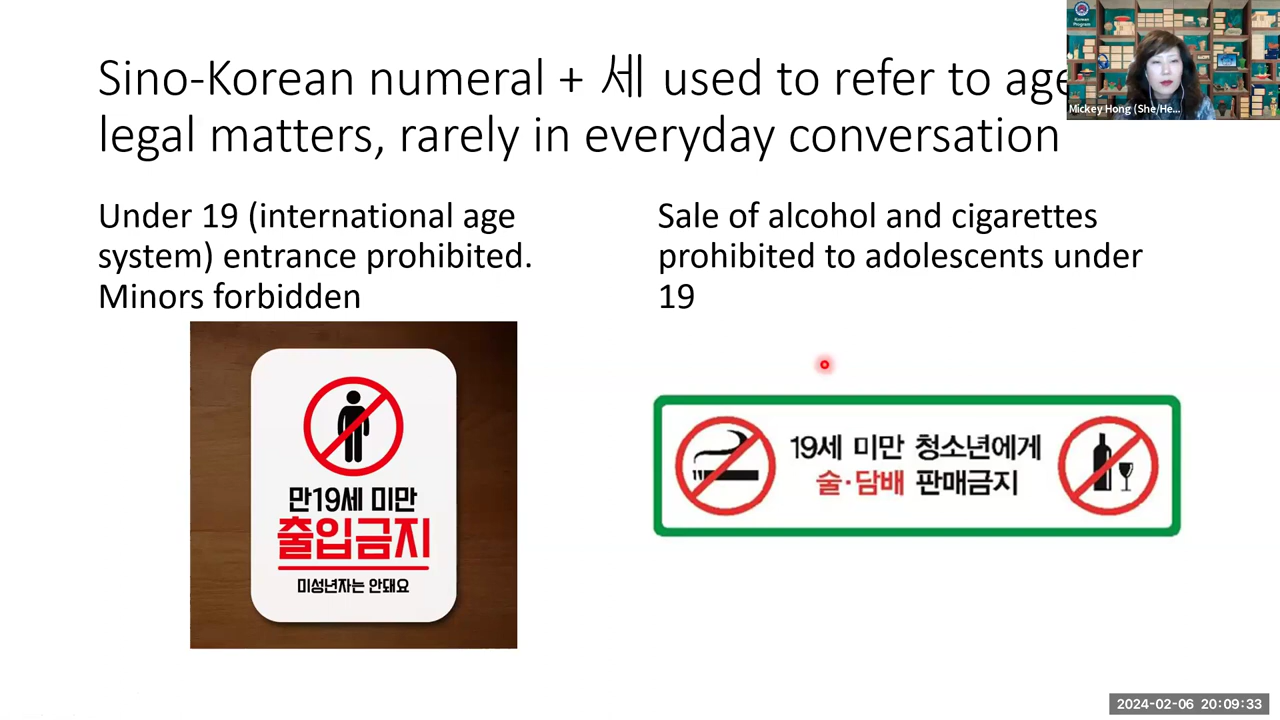 Sino-Korean numeral + 세 used to refer to age
legal matters, rarely in everyday conversation
Korean
Program
Mickey Hong (She/He...
Under 19 (international age
system) entrance prohibited.
Minors forbidden
Sale of alcohol and cigarettes
prohibited to adolescents under
19
만19세 미만
출입금지
미성년자는 안돼요
19세 미만 청소년에게
술·담배 판매금지
2024-02-06 20:09:33